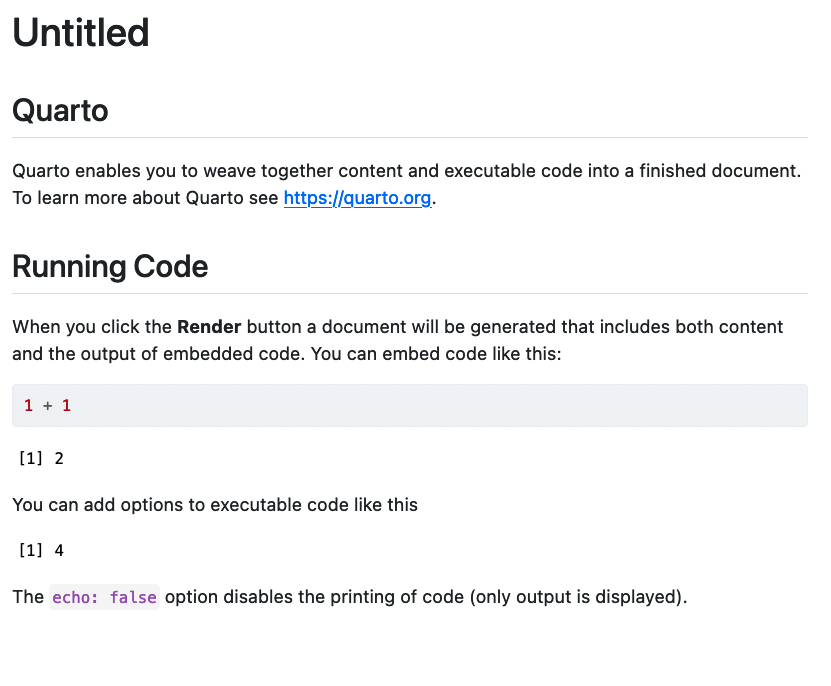 Untitled
Quarto
Quarto enables you to weave together content and executable code into a finished document.
To learn more about Quarto see https://quarto.org.
Running Code
When you click the Render button a document will be generated that includes both content
and the output of embedded code. You can embed code like this:
1 + 1
[1] 2
You can add options to executable code like this
[1] 4
The echo: false option disables the printing of code (only output is displayed).